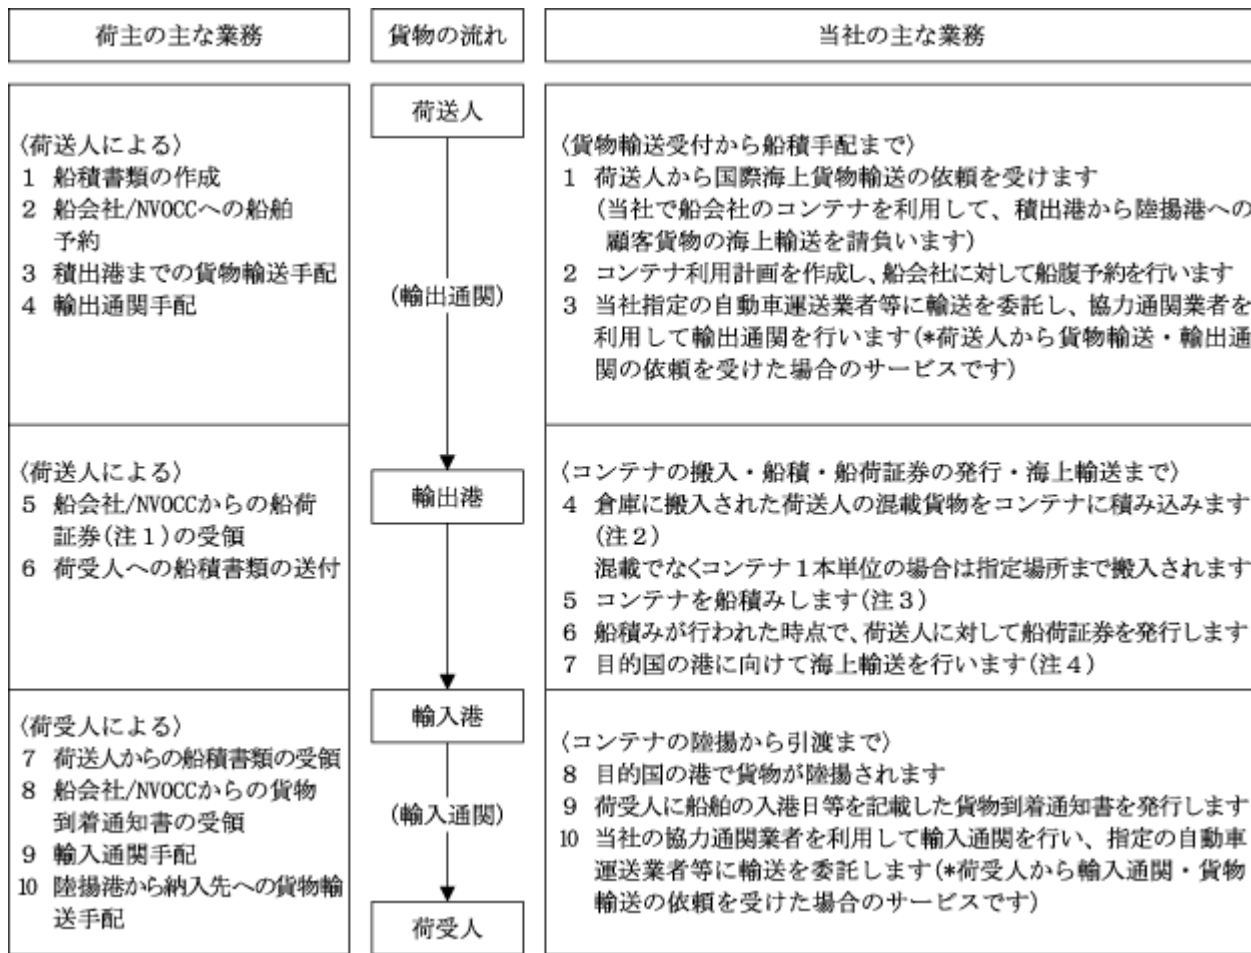 荷主の主な業務
貨物の流れ
当社の主な業務
〈荷送人による〉
1 船積書類の作成
2 船会社/NVOCCへの船舶
予約
3 積出港までの貨物輸送手配
4 輸出通関手配
荷送人
(輸出通関)
〈貨物輸送受付から船積手配まで〉
1 荷送人から国際海上貨物輸送の依頼を受けます
(当社で船会社のコンテナを利用して、積出港から陸揚港への
顧客貨物の海上輸送を請負います)
2 コンテナ利用計画を作成し、船会社に対して船腹予約を行います
3 当社指定の自動車運送業者等に輸送を委託し、協力通関業者を
利用して輸出通関を行います(*荷送人から貨物輸送・輸出通
関の依頼を受けた場合のサービスです)
〈荷送人による〉
5 船会社/NVOCCからの船荷
証券(注1)の受領
6 荷受人への船積書類の送付
輸出港
〈コンテナの搬入・船積・船荷証券の発行・海上輸送まで〉
4 倉庫に搬入された荷送人の混載貨物をコンテナに積み込みます
(注2)
混載でなくコンテナ1本単位の場合は指定場所まで搬入されます
5 コンテナを船積みします(注3)
6 船積みが行われた時点で、荷送人に対して船荷証券を発行します
7 目的国の港に向けて海上輸送を行います(注4)
〈荷受人による〉
7 荷送人からの船積書類の受領
8 船会社/NVOCCからの貨物
到着通知書の受領
9 輸入通関手配
10 陸揚港から納入先への貨物輸
送手配
輸入港
(輸入通関)
荷受人
〈コンテナの陸揚から引渡まで〉
8 目的国の港で貨物が陸揚されます
9 荷受人に船舶の入港日等を記載した貨物到着通知書を発行します
10 当社の協力通関業者を利用して輸入通関を行い、指定の自動車
運送業者等に輸送を委託します(*荷受人から輸入通関・貨物
輸送の依頼を受けた場合のサービスです)